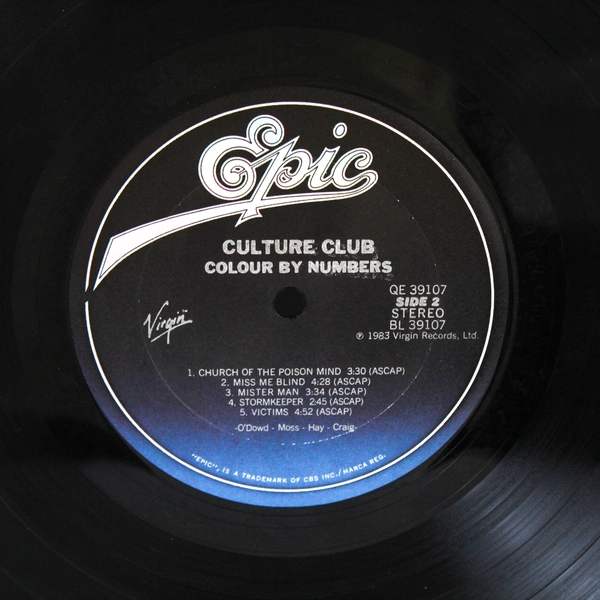 Epic
CULTURE CLUB
COLOUR BY NUMBERS
QE 39107
SIDE 2
STEREO
BL 39107
℗ 1983 Virgin Records, Ltd.
Virgin
1. CHURCH OF THE POISON MIND 3:30 (ASCAP)
2. MISS ME BLIND 4:28 (ASCAP)
3. MISTER MAN 3:34 (ASCAP)
4. STORMKEEPER 2:45 (ASCAP)
5. VICTIMS 4:52 (ASCAP)
-O'Dowd - Moss - Hay - Craig-
"EPIC", IS A TRADEMARK OF CBS INC./MARCA REG.